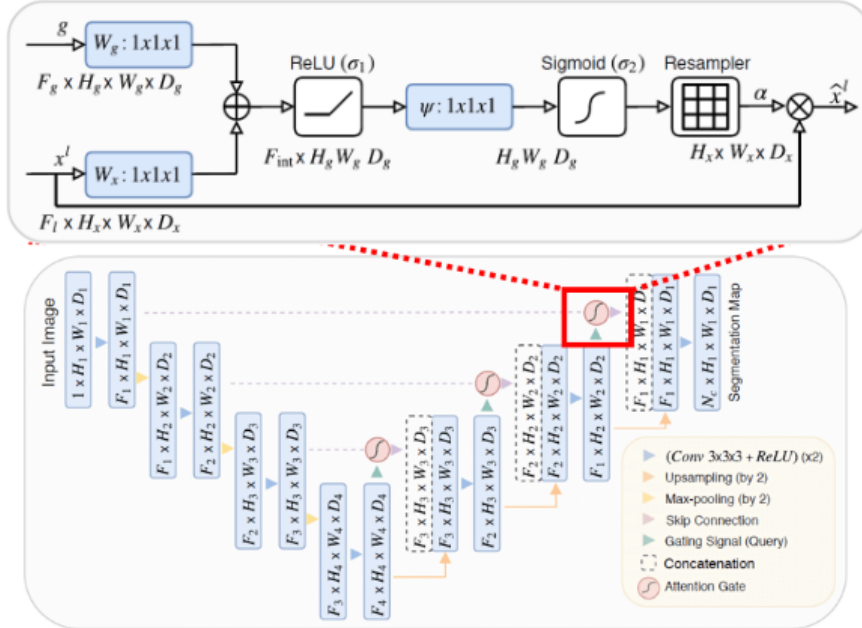 g
W_g : 1x1x1
F_g x H_g x W_g x D_g
x^l
W_x : 1x1x1
F_l x H_x x W_x x D_x
ReLU (σ_1)
F_int x H_g W_g D_g
ψ : 1x1x1
H_g W_g D_g
Sigmoid (σ_2)
Resampler
α
H_x x W_x x D_x
x̂^l
Input Image
1 x H_1 x W_1 x D_1
F_1 x H_1 x W_1 x D_1
F_1 x H_2 x W_2 x D_2
F_2 x H_2 x W_2 x D_2
F_2 x H_3 x W_3 x D_3
F_3 x H_3 x W_3 x D_3
F_3 x H_4 x W_4 x D_4
F_4 x H_4 x W_4 x D_4
F_3 x H_3 x W_3 x D_3
F_3 x H_3 x W_3 x D_3
F_2 x H_3 x W_3 x D_3
F_2 x H_2 x W_2 x D_2
F_2 x H_2 x W_2 x D_2
F_1 x H_2 x W_2 x D_2
F_1 x H_1 x W_1 x D_1
F_1 x H_1 x W_1 x D_1
N_c x H_1 x W_1 x D_1
Segmentation Map
(Conv 3x3x3 + ReLU) (x2)
Upsampling (by 2)
Max-pooling (by 2)
Skip Connection
Gating Signal (Query)
Concatenation
Attention Gate